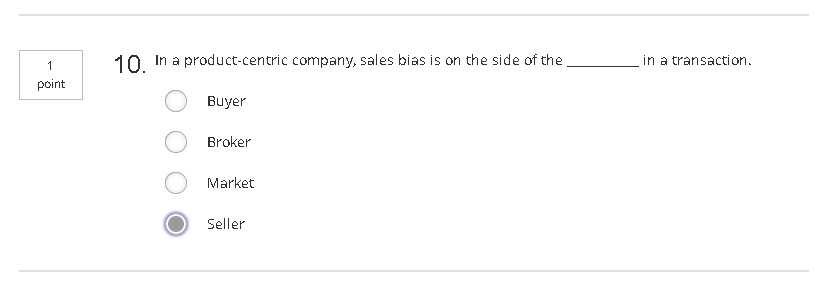 1
point
10. In a product-centric company, sales bias is on the side of the _________ in a transaction.
Buyer
Broker
Market
Seller